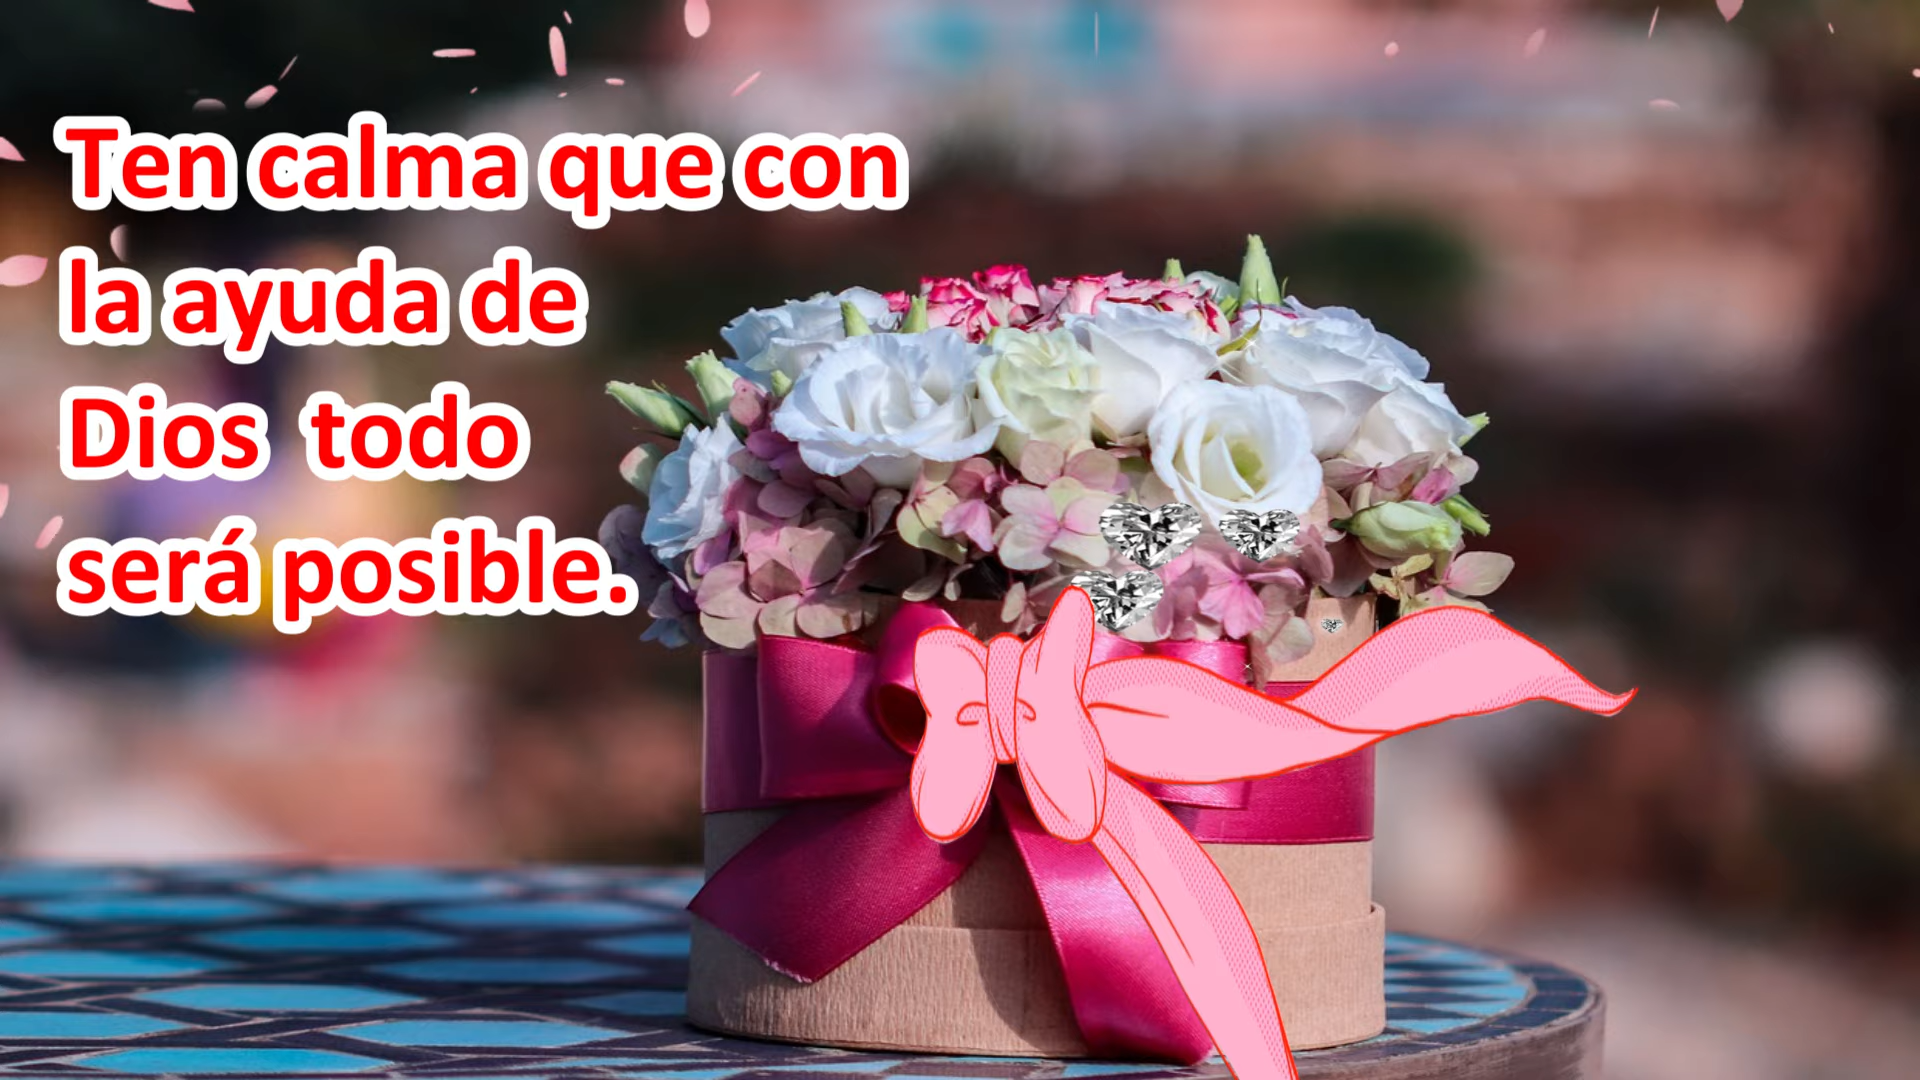 Ten calma que con
la ayuda de
Dios  todo
será posible.